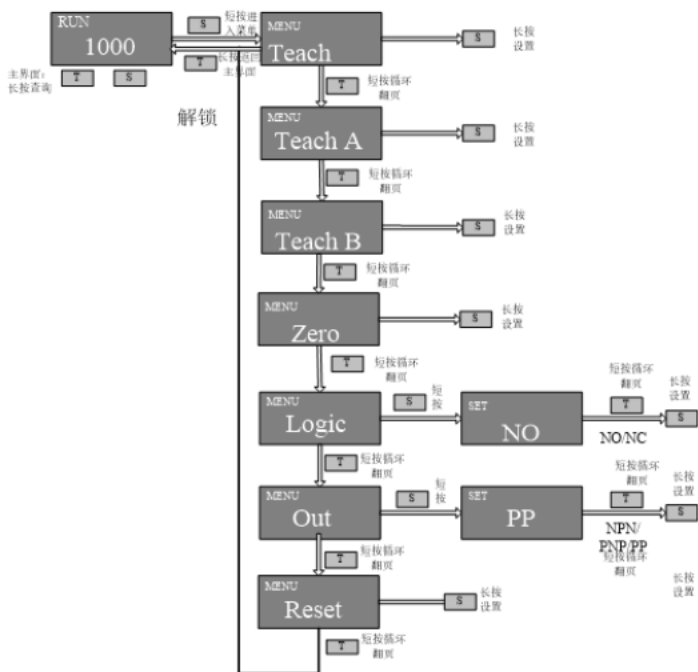 RUN
1000
S
短按进
入菜单
T
长按返回
主界面
主界面：
长按查询
T
S
解锁
MENU
Teach
S
长按
设置
T
短按循环
翻页
MENU
Teach A
S
长按
设置
T
短按循环
翻页
MENU
Teach B
S
长按
设置
T
短按循环
翻页
MENU
Zero
S
长按
设置
T
短按循环
翻页
MENU
Logic
S
短
按
SET
NO
短按循环
翻页
T
NO/NC
长按
设置
S
T
短按循环
翻页
MENU
Out
S
短
按
SET
PP
短按循环
翻页
T
NPN/
PNP/PP
长按
设置
S
短按循环
翻页
长按
设置
T
短按循环
翻页
MENU
Reset
S
长按
设置
T
短按循环
翻页